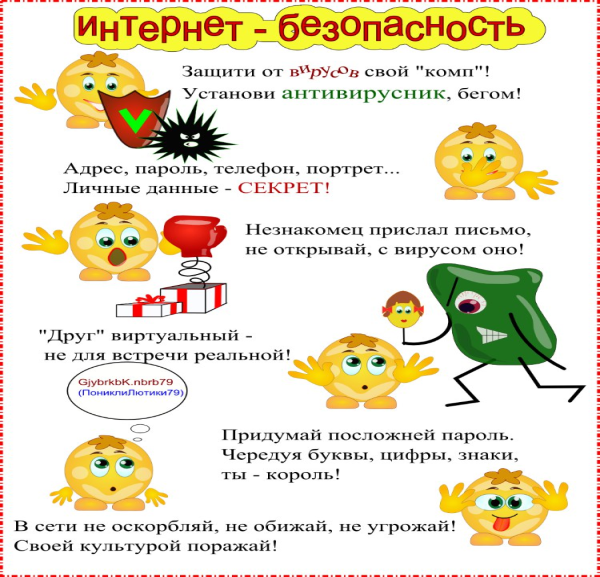 интернет - безопасность
Защити от вирусов свой "комп"!
Установи антивирусник, бегом!
Адрес, пароль, телефон, портрет...
Личные данные - СЕКРЕТ!
Незнакомец прислал письмо,
не открывай, с вирусом оно!
"Друг" виртуальный -
не для встречи реальной!
GjybrkbK.nbrb79
(ПониклиЛютики79)
Придумай посложней пароль.
Чередуя буквы, цифры, знаки,
ты - король!
В сети не оскорбляй, не обижай, не угрожай!
Своей культурой поражай!